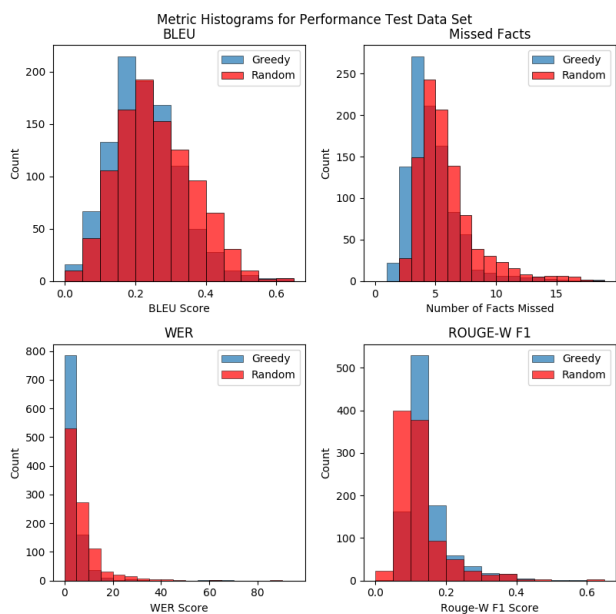 Metric Histograms for Performance Test Data Set
BLEU
Greedy
Random
Count
200
150
100
50
0
0.0 0.2 0.4 0.6
BLEU Score
Missed Facts
Greedy
Random
Count
250
200
150
100
50
0
0 5 10 15
Number of Facts Missed
WER
Greedy
Random
Count
800
700
600
500
400
300
200
100
0
0 20 40 60 80
WER Score
ROUGE-W F1
Greedy
Random
Count
500
400
300
200
100
0
0.0 0.2 0.4 0.6
Rouge-W F1 Score